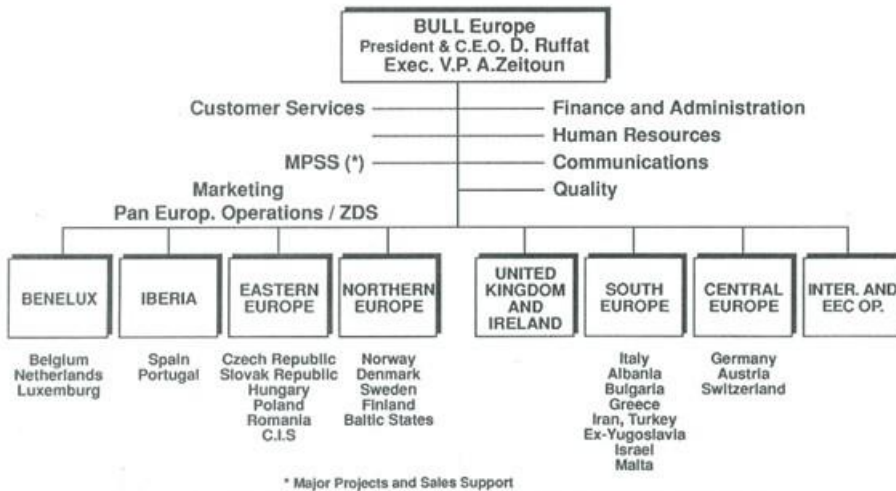 BULL Europe
President & C.E.O. D. Ruffat
Exec. V.P. A.Zeitoun
Customer Services
Finance and Administration
Human Resources
MPSS (*)
Communications
Marketing
Quality
Pan Europ. Operations / ZDS
BENELUX
Belgium
Netherlands
Luxemburg
IBERIA
Spain
Portugal
EASTERN
EUROPE
Czech Republic
Slovak Republic
Hungary
Poland
Romania
C.I.S
NORTHERN
EUROPE
Norway
Denmark
Sweden
Finland
Baltic States
UNITED
KINGDOM
AND
IRELAND
SOUTH
EUROPE
Italy
Albania
Bulgaria
Greece
Iran, Turkey
Ex-Yugoslavia
Israel
Malta
CENTRAL
EUROPE
Germany
Austria
Switzerland
INTER. AND
EEC OP.
* Major Projects and Sales Support